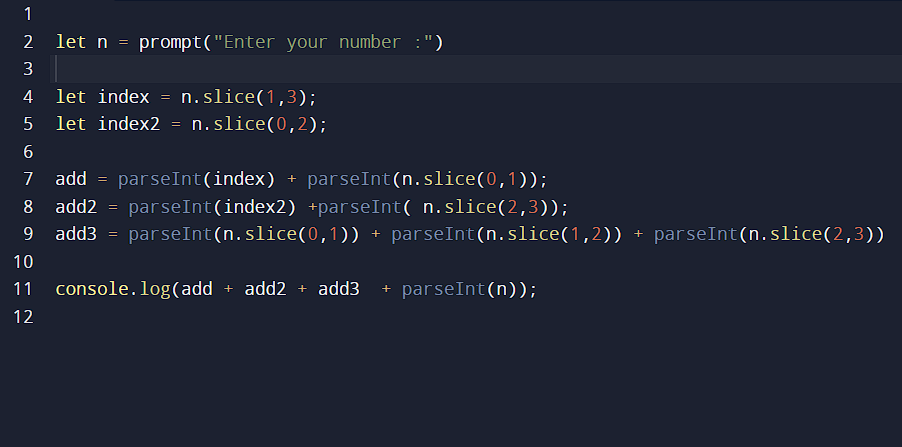 1
2 let n = prompt("Enter your number :")
3
4 let index = n.slice(1,3);
5 let index2 = n.slice(0,2);
6
7 add = parseInt(index) + parseInt(n.slice(0,1));
8 add2 = parseInt(index2) +parseInt( n.slice(2,3));
9 add3 = parseInt(n.slice(0,1)) + parseInt(n.slice(1,2)) + parseInt(n.slice(2,3))
10
11 console.log(add + add2 + add3  + parseInt(n));
12